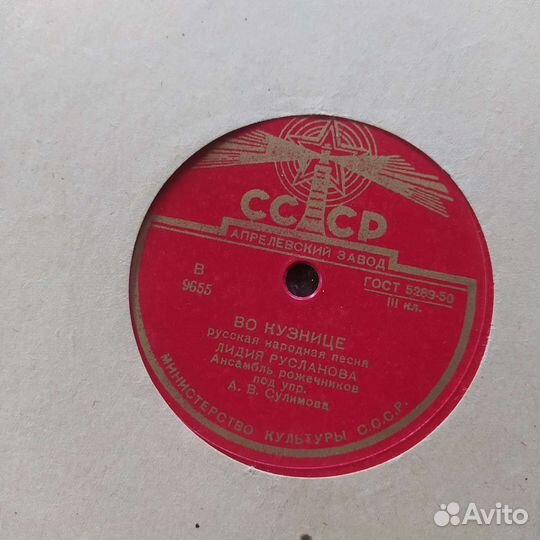 СССР
АПРЕЛЕВСКИЙ ЗАВОД
В
9655
ГОСТ 5289-50
III кл.
ВО КУЗНИЦЕ
русская народная песня
ЛИДИЯ РУСЛАНОВА
Ансамбль рожечников
под упр.
А. В. Сулимова
МИНИСТЕРСТВО КУЛЬТУРЫ С.С.С.Р.
Avito